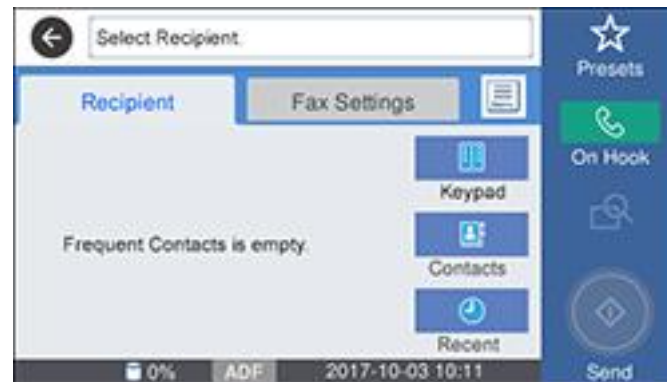 Select Recipient.
Presets
Recipient
Fax Settings
On Hook
Keypad
Frequent Contacts is empty.
Contacts
Recent
0%
ADF
2017-10-03 10:11
Send